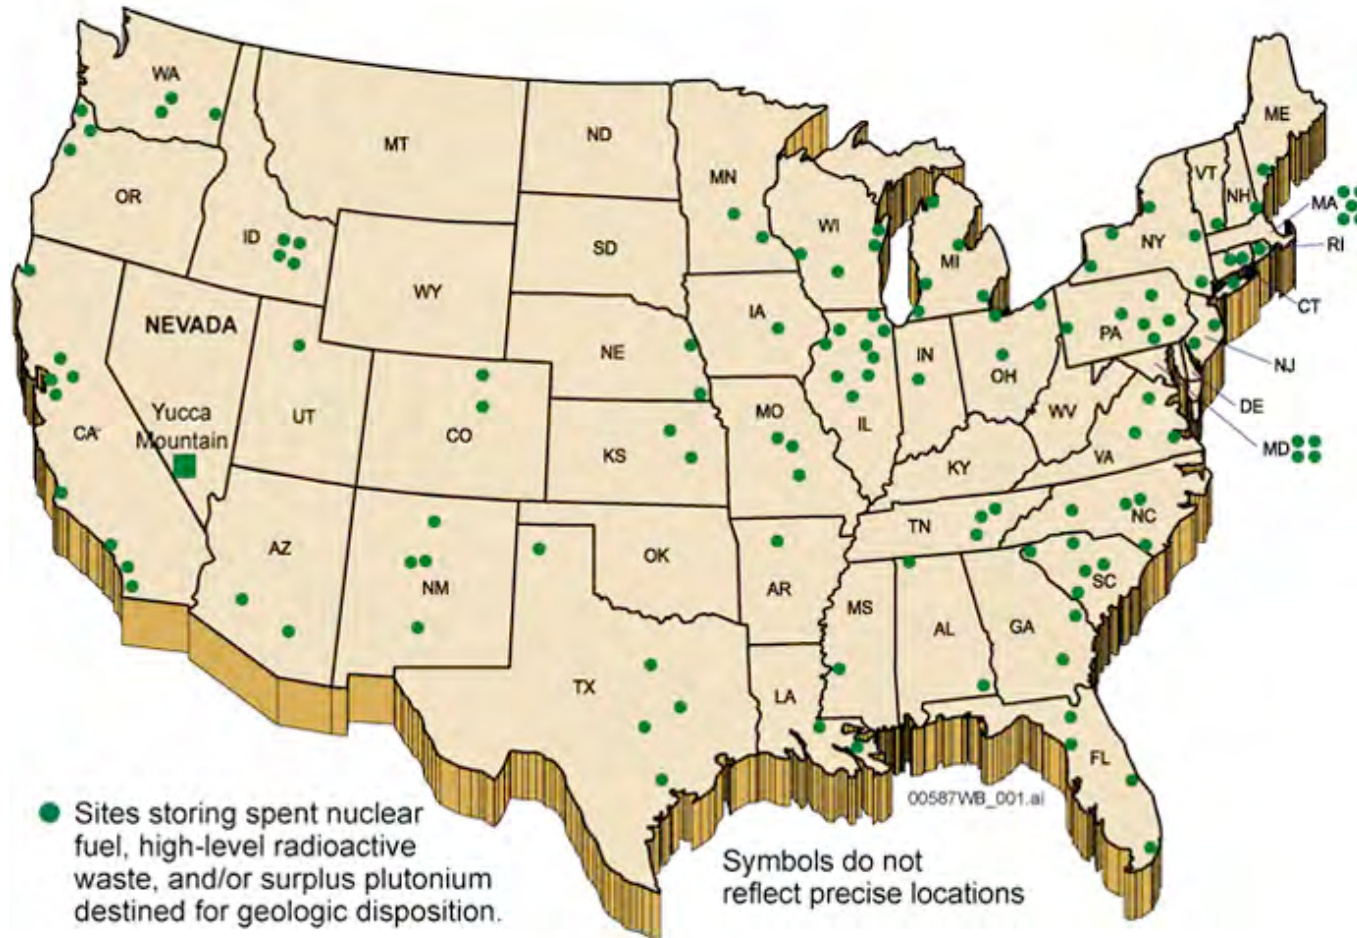 WA
MT
ND
MN
ME
VT
NH
MA
OR
ID
SD
WI
NY
RI
WY
MI
CT
NEVADA
IA
PA
NE
IN
OH
NJ
Yucca
Mountain
UT
CO
MO
IL
WV
DE
CA
KS
KY
VA
MD
AZ
TN
NC
NM
OK
AR
SC
MS
AL
GA
TX
LA
FL
00587WB_001.ai
Sites storing spent nuclear
fuel, high-level radioactive
waste, and/or surplus plutonium
destined for geologic disposition.
Symbols do not
reflect precise locations